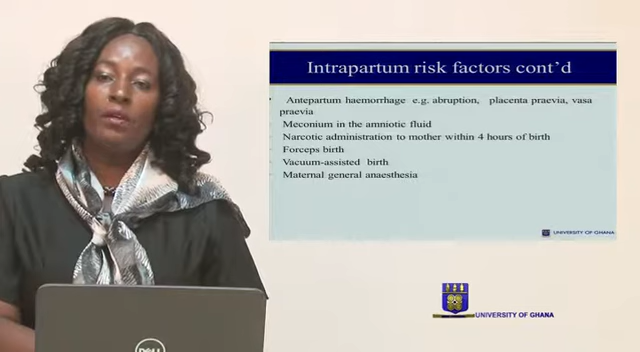 Intrapartum risk factors cont'd
Antepartum haemorrhage e.g. abruption, placenta praevia, vasa
praevia
Meconium in the amniotic fluid
Narcotic administration to mother within 4 hours of birth
Forceps birth
Vacuum-assisted birth
Maternal general anaesthesia
UNIVERSITY OF GHANA
UNIVERSITY OF GHANA
DELL